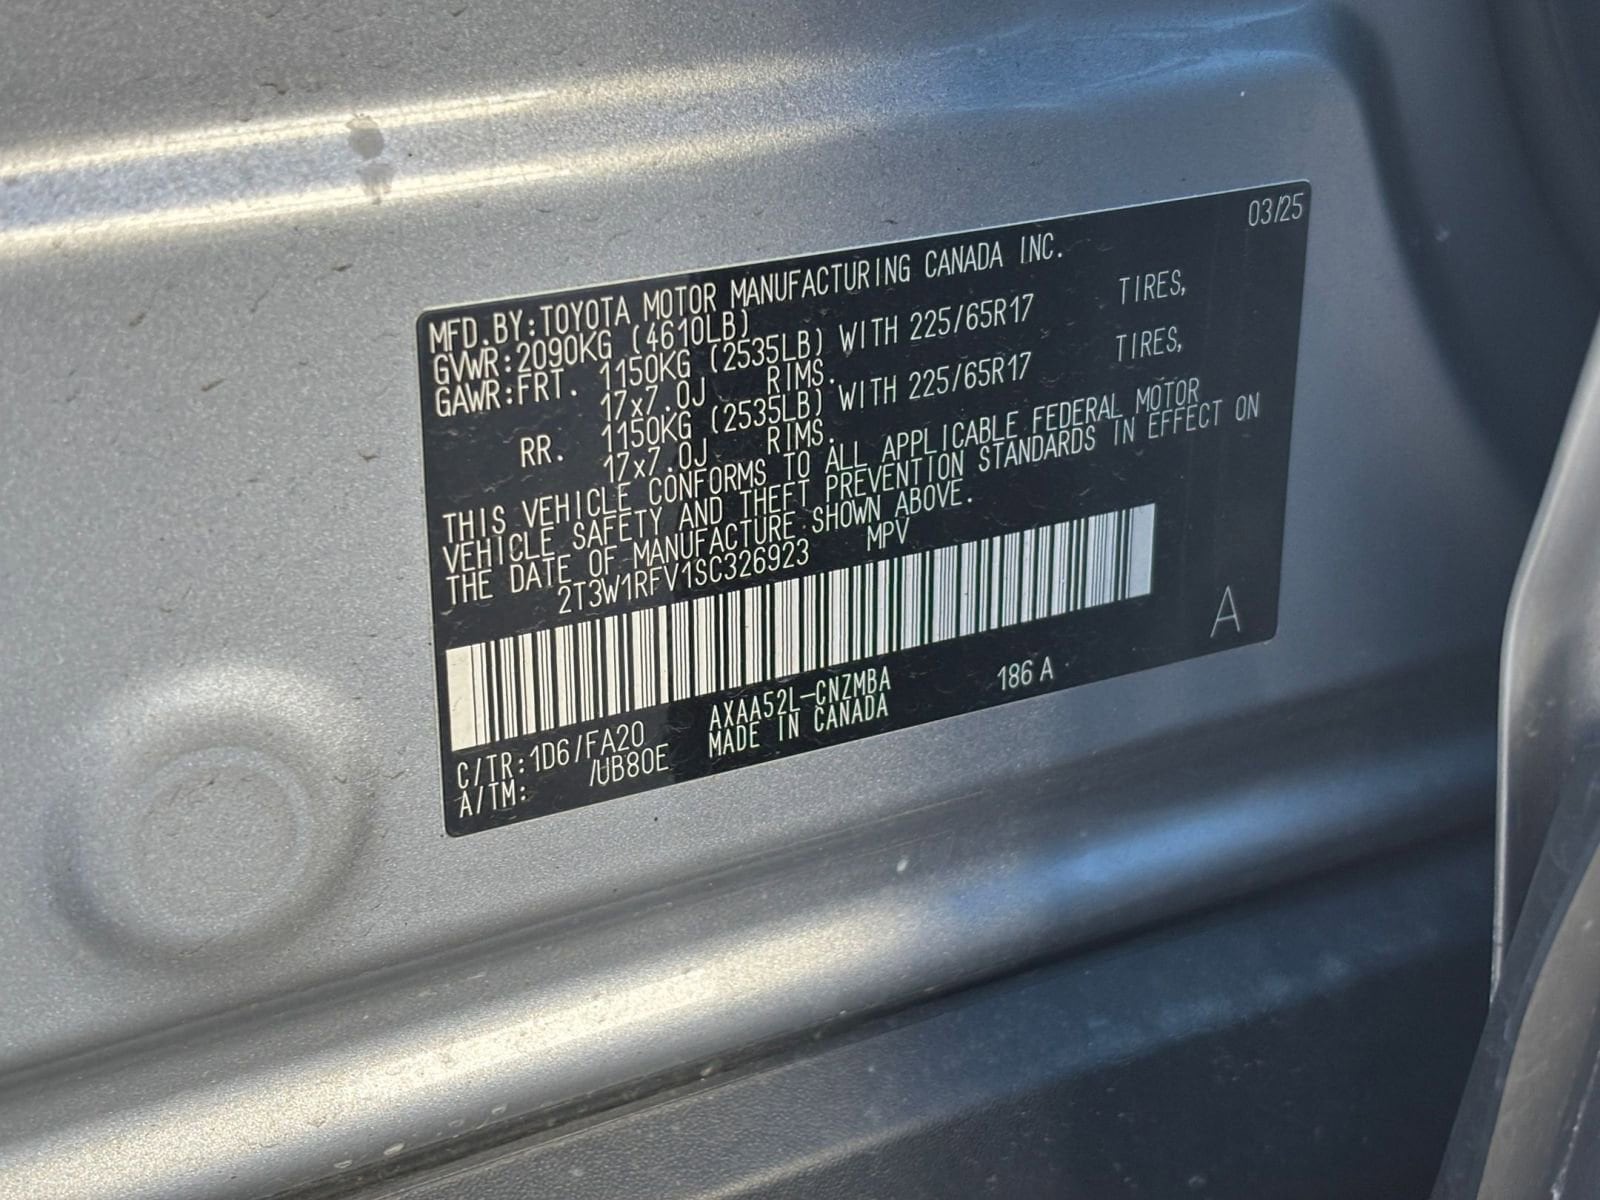 03/25
MFD.BY:TOYOTA MOTOR MANUFACTURING CANADA INC.
GVWR:2090KG (4610LB)
GAWR:FRT. 1150KG (2535LB) WITH 225/65R17 TIRES,
17x7.0J RIMS.
RR. 1150KG (2535LB) WITH 225/65R17 TIRES,
17x7.0J RIMS.
THIS VEHICLE CONFORMS TO ALL APPLICABLE FEDERAL MOTOR
VEHICLE SAFETY AND THEFT PREVENTION STANDARDS IN EFFECT ON
THE DATE OF MANUFACTURE SHOWN ABOVE.
2T3W1RFV1SC326923 MPV
A
C/TR:1D6/FA20 AXAA52L-CNZMBA 186 A
A/TM: /UB80E MADE IN CANADA